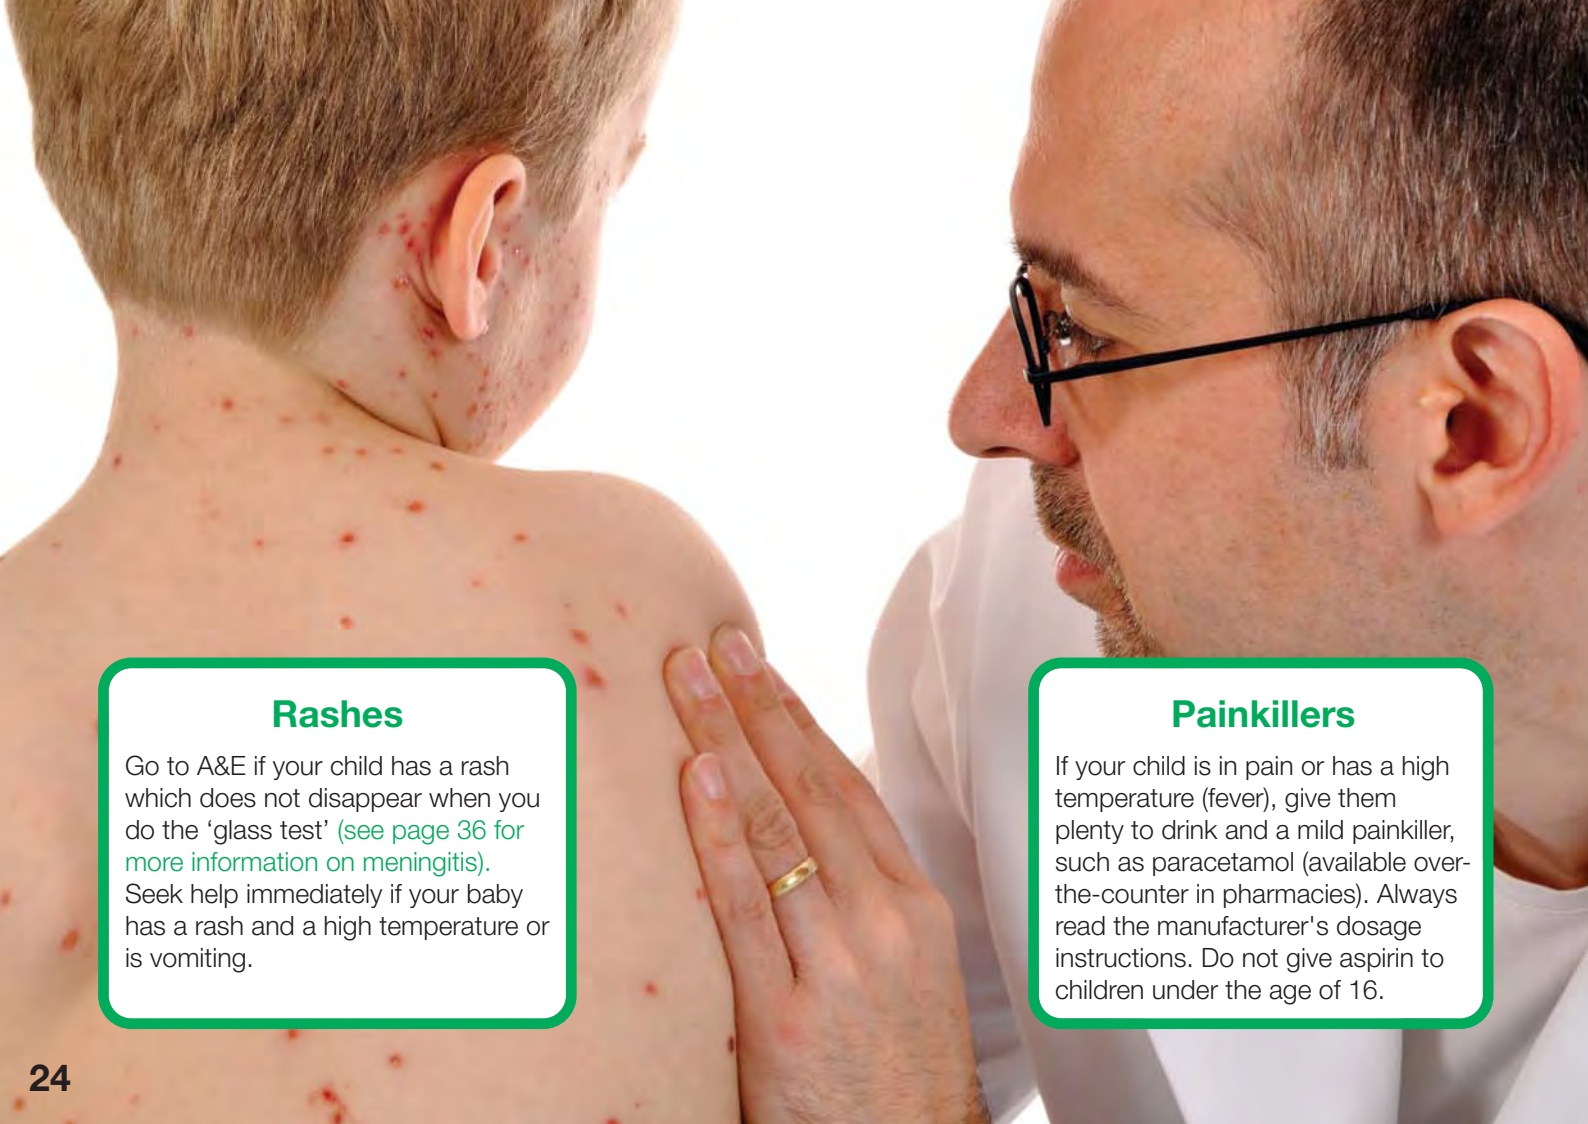 Rashes
Go to A&E if your child has a rash
which does not disappear when you
do the ‘glass test’ (see page 36 for
more information on meningitis).
Seek help immediately if your baby
has a rash and a high temperature or
is vomiting.
Painkillers
If your child is in pain or has a high
temperature (fever), give them
plenty to drink and a mild painkiller,
such as paracetamol (available over-
the-counter in pharmacies). Always
read the manufacturer's dosage
instructions. Do not give aspirin to
children under the age of 16.
24